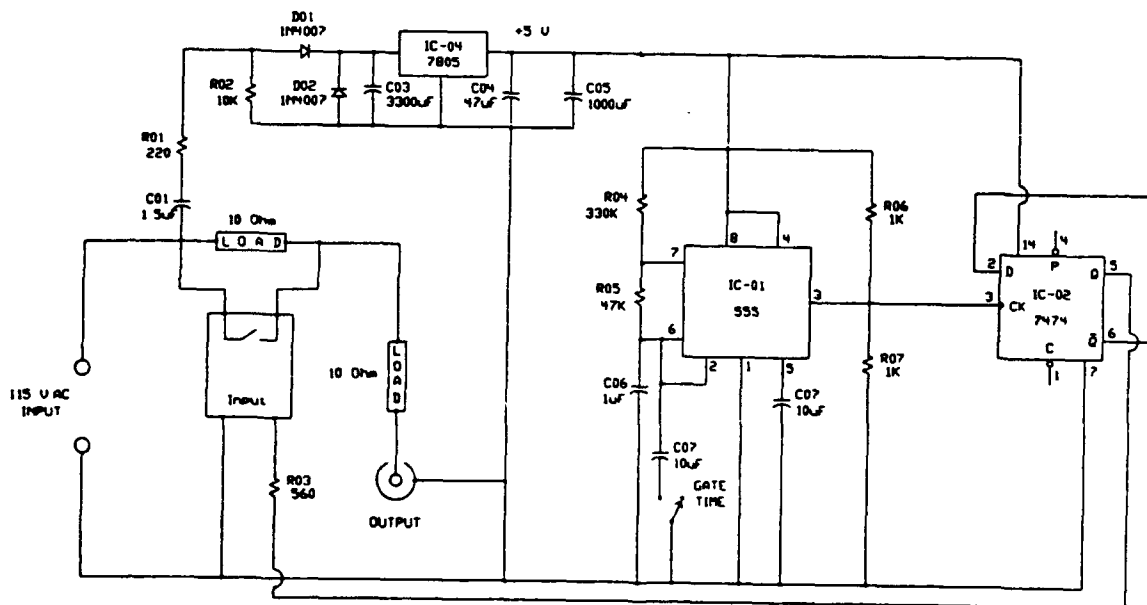 D01
1N4007
IC-04
7805
+5 V
R02
10K
D02
1N4007
C03
3300uF
C04
47uF
C05
1000uF
R01
220
C01
1.5uF
10 Ohm
LOAD
R04
330K
R06
1K
8
4
7
IC-01
555
3
R05
47K
6
2
1
5
14
4
P
2
D
Q
5
3
CK
IC-02
7474
Q
6
C
1
7
R07
1K
10 Ohm
LOAD
115 V AC
INPUT
Input
C06
1uF
C07
10uF
C07
10uF
GATE
TIME
R03
560
OUTPUT